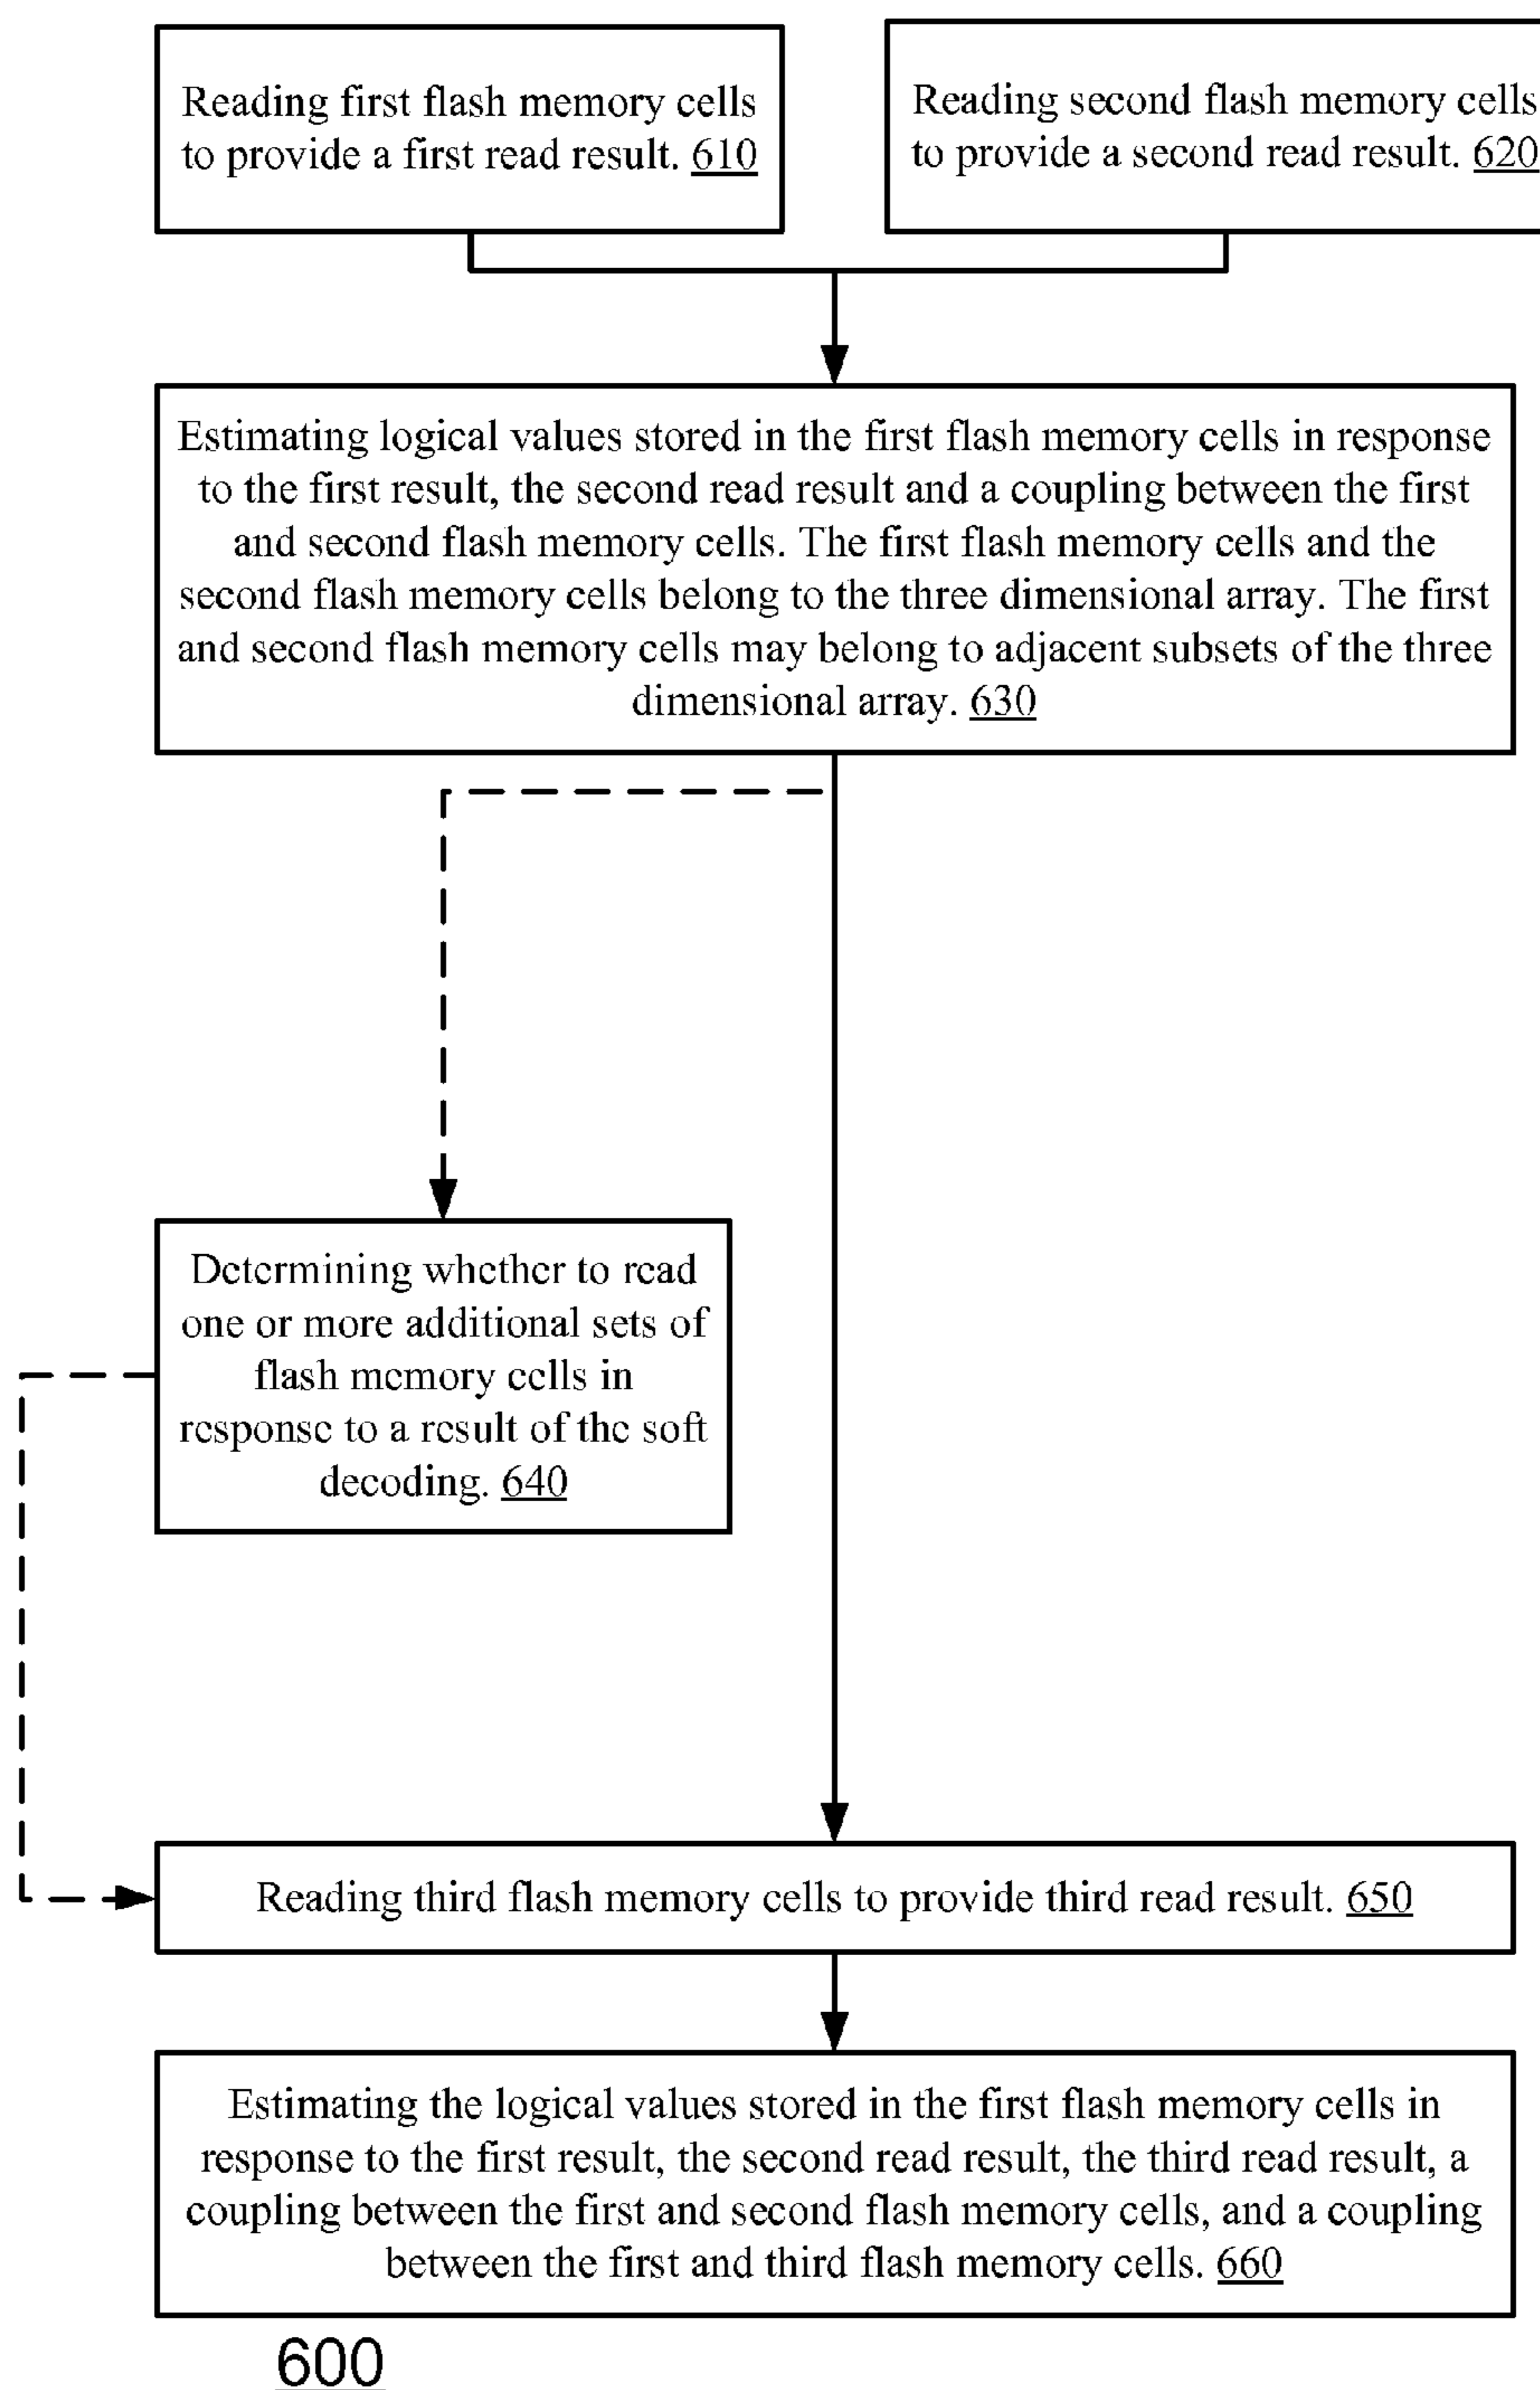 Reading first flash memory cells
to provide a first read result. 610
Reading second flash memory cells
to provide a second read result. 620
Estimating logical values stored in the first flash memory cells in response
to the first result, the second read result and a coupling between the first
and second flash memory cells. The first flash memory cells and the
second flash memory cells belong to the three dimensional array. The first
and second flash memory cells may belong to adjacent subsets of the three
dimensional array. 630
Determining whether to read
one or more additional sets of
flash memory cells in
response to a result of the soft
decoding. 640
Reading third flash memory cells to provide third read result. 650
Estimating the logical values stored in the first flash memory cells in
response to the first result, the second read result, the third read result, a
coupling between the first and second flash memory cells, and a coupling
between the first and third flash memory cells. 660
600